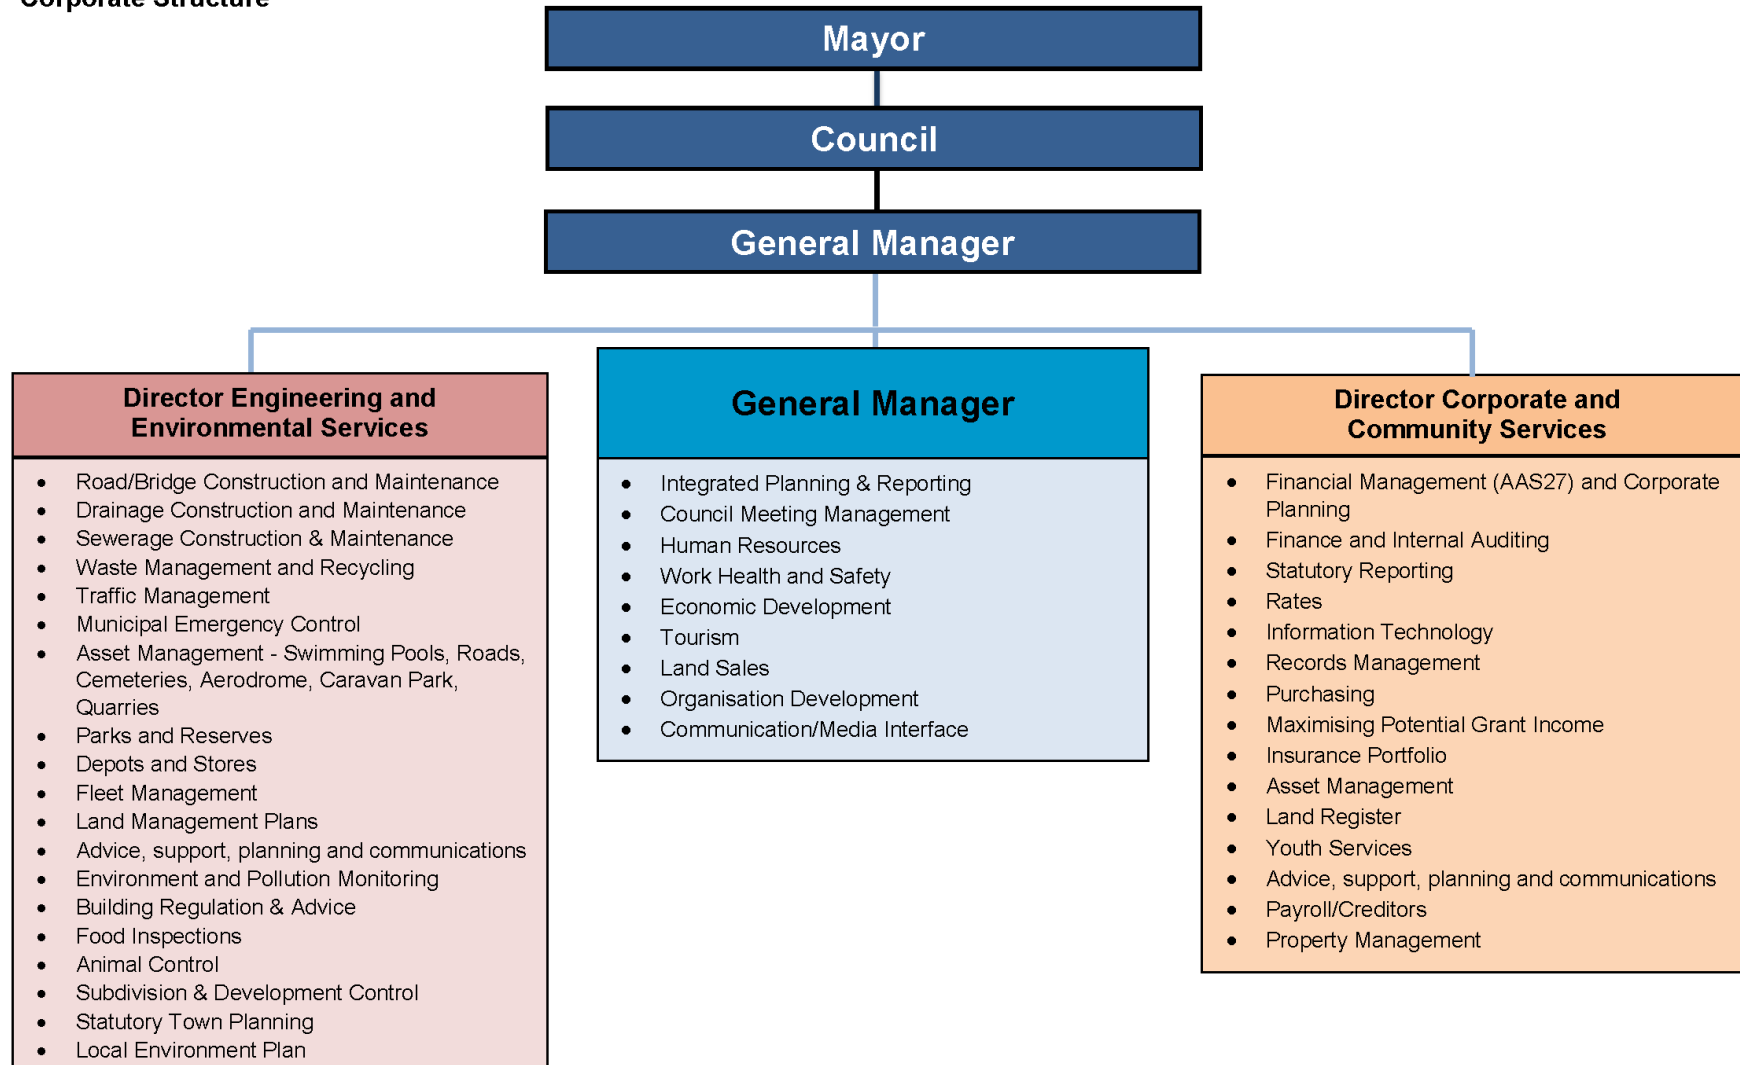 Corporate Structure
Mayor
Council
General Manager
Director Engineering and
Environmental Services
• Road/Bridge Construction and Maintenance
• Drainage Construction and Maintenance
• Sewerage Construction & Maintenance
• Waste Management and Recycling
• Traffic Management
• Municipal Emergency Control
• Asset Management - Swimming Pools, Roads,
Cemeteries, Aerodrome, Caravan Park,
Quarries
• Parks and Reserves
• Depots and Stores
• Fleet Management
• Land Management Plans
• Advice, support, planning and communications
• Environment and Pollution Monitoring
• Building Regulation & Advice
• Food Inspections
• Animal Control
• Subdivision & Development Control
• Statutory Town Planning
• Local Environment Plan
General Manager
• Integrated Planning & Reporting
• Council Meeting Management
• Human Resources
• Work Health and Safety
• Economic Development
• Tourism
• Land Sales
• Organisation Development
• Communication/Media Interface
Director Corporate and
Community Services
• Financial Management (AAS27) and Corporate
Planning
• Finance and Internal Auditing
• Statutory Reporting
• Rates
• Information Technology
• Records Management
• Purchasing
• Maximising Potential Grant Income
• Insurance Portfolio
• Asset Management
• Land Register
• Youth Services
• Advice, support, planning and communications
• Payroll/Creditors
• Property Management